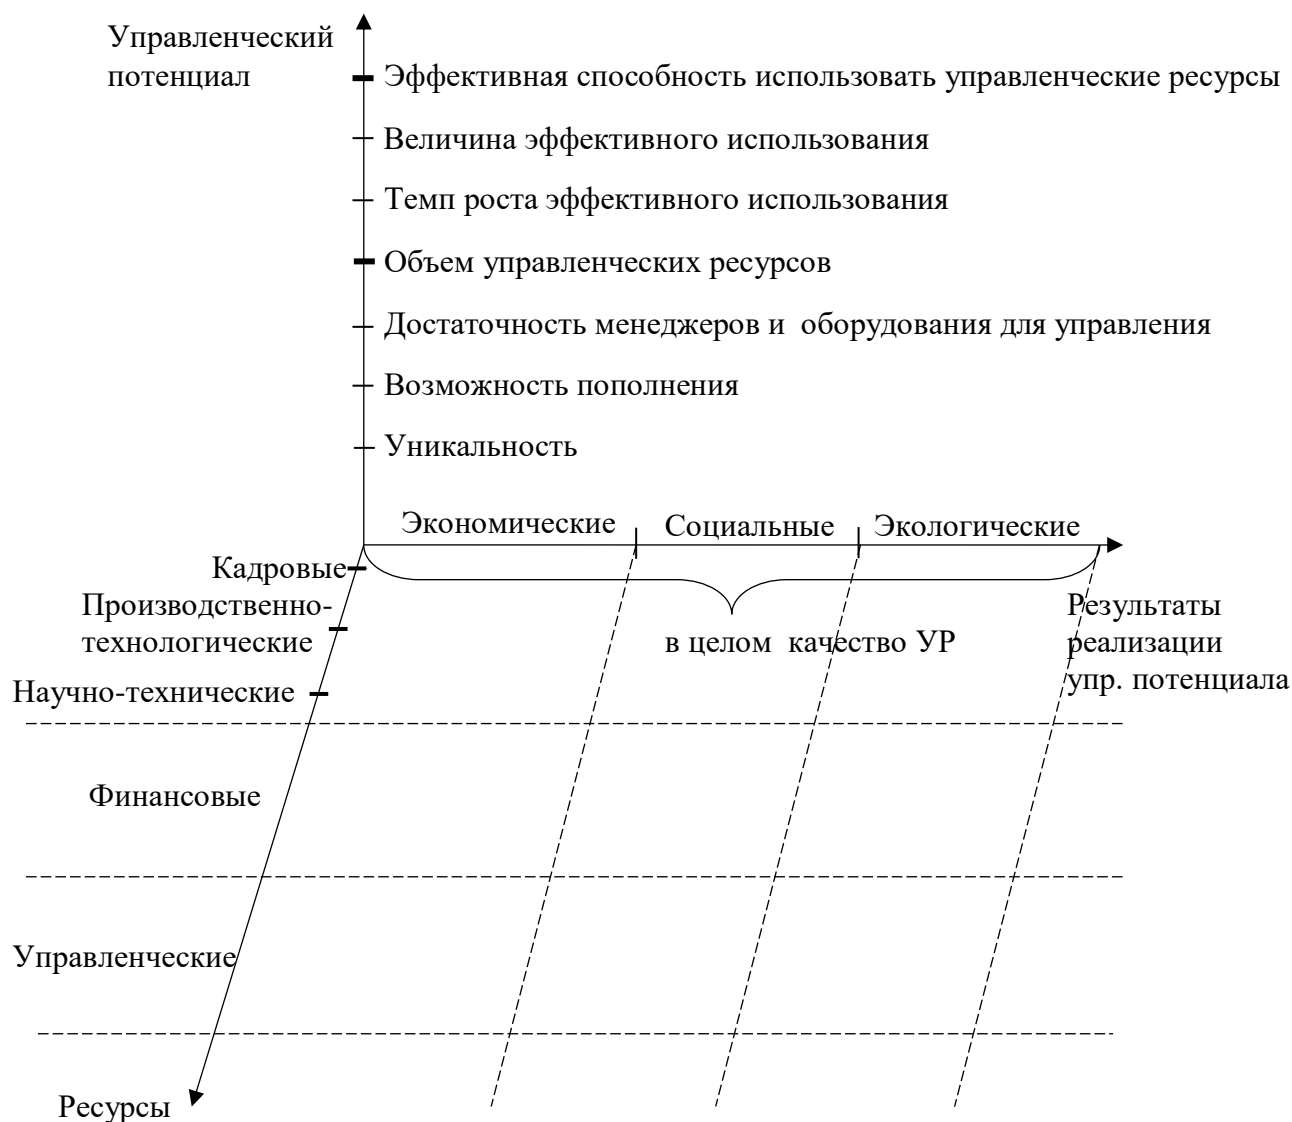 Управленческий
потенциал
Эффективная способность использовать управленческие ресурсы
Величина эффективного использования
Темп роста эффективного использования
Объем управленческих ресурсов
Достаточность менеджеров и  оборудования для управления
Возможность пополнения
Уникальность
Экономические
Социальные
Экологические
Кадровые
Производственно-
технологические
Научно-технические
в целом  качество УР
Результаты
реализации
упр. потенциала
Финансовые
Управленческие
Ресурсы